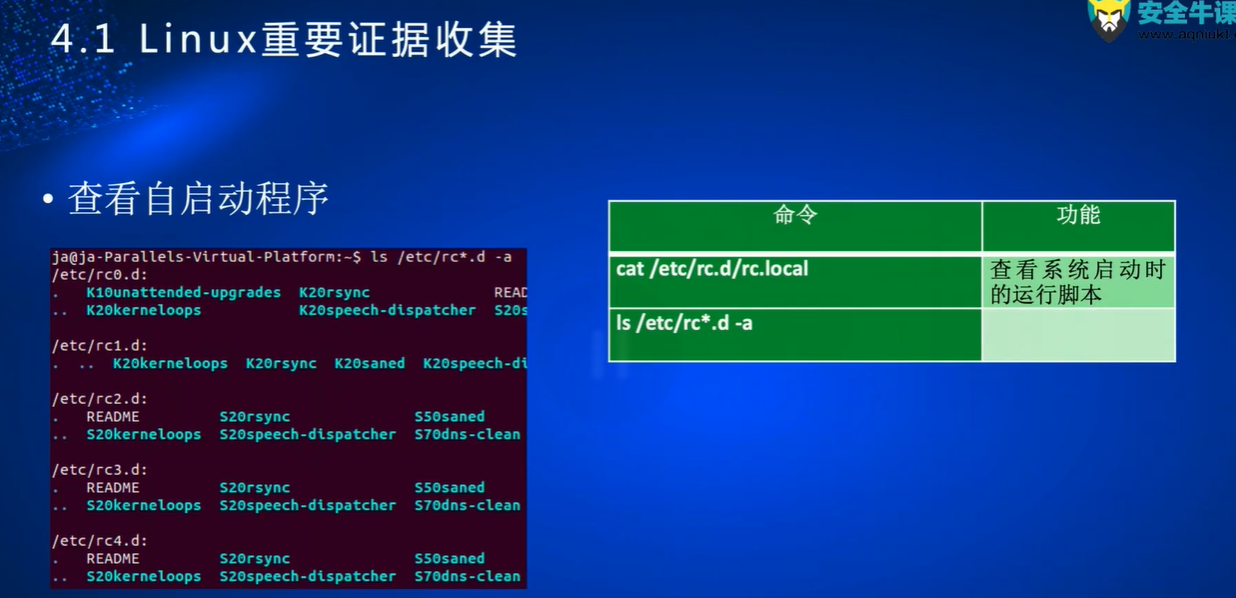 4.1 Linux重要证据收集
安全牛课
• 查看自启动程序
ja@ja-Parallels-Virtual-Platform:~$ ls /etc/rc*.d -a
/etc/rc0.d:
.   K10unattended-upgrades  K20rsync              READ
..  K20kerneloops           K20speech-dispatcher  S20s
/etc/rc1.d:
.  ..  K20kerneloops  K20rsync  K20saned  K20speech-di
/etc/rc2.d:
.   README         S20rsync              S50saned
..  S20kerneloops  S20speech-dispatcher  S70dns-clean
/etc/rc3.d:
.   README         S20rsync              S50saned
..  S20kerneloops  S20speech-dispatcher  S70dns-clean
/etc/rc4.d:
.   README         S20rsync              S50saned
..  S20kerneloops  S20speech-dispatcher  S70dns-clean
命令 功能
cat /etc/rc.d/rc.local
查看系统启动时
的运行脚本
ls /etc/rc*.d -a